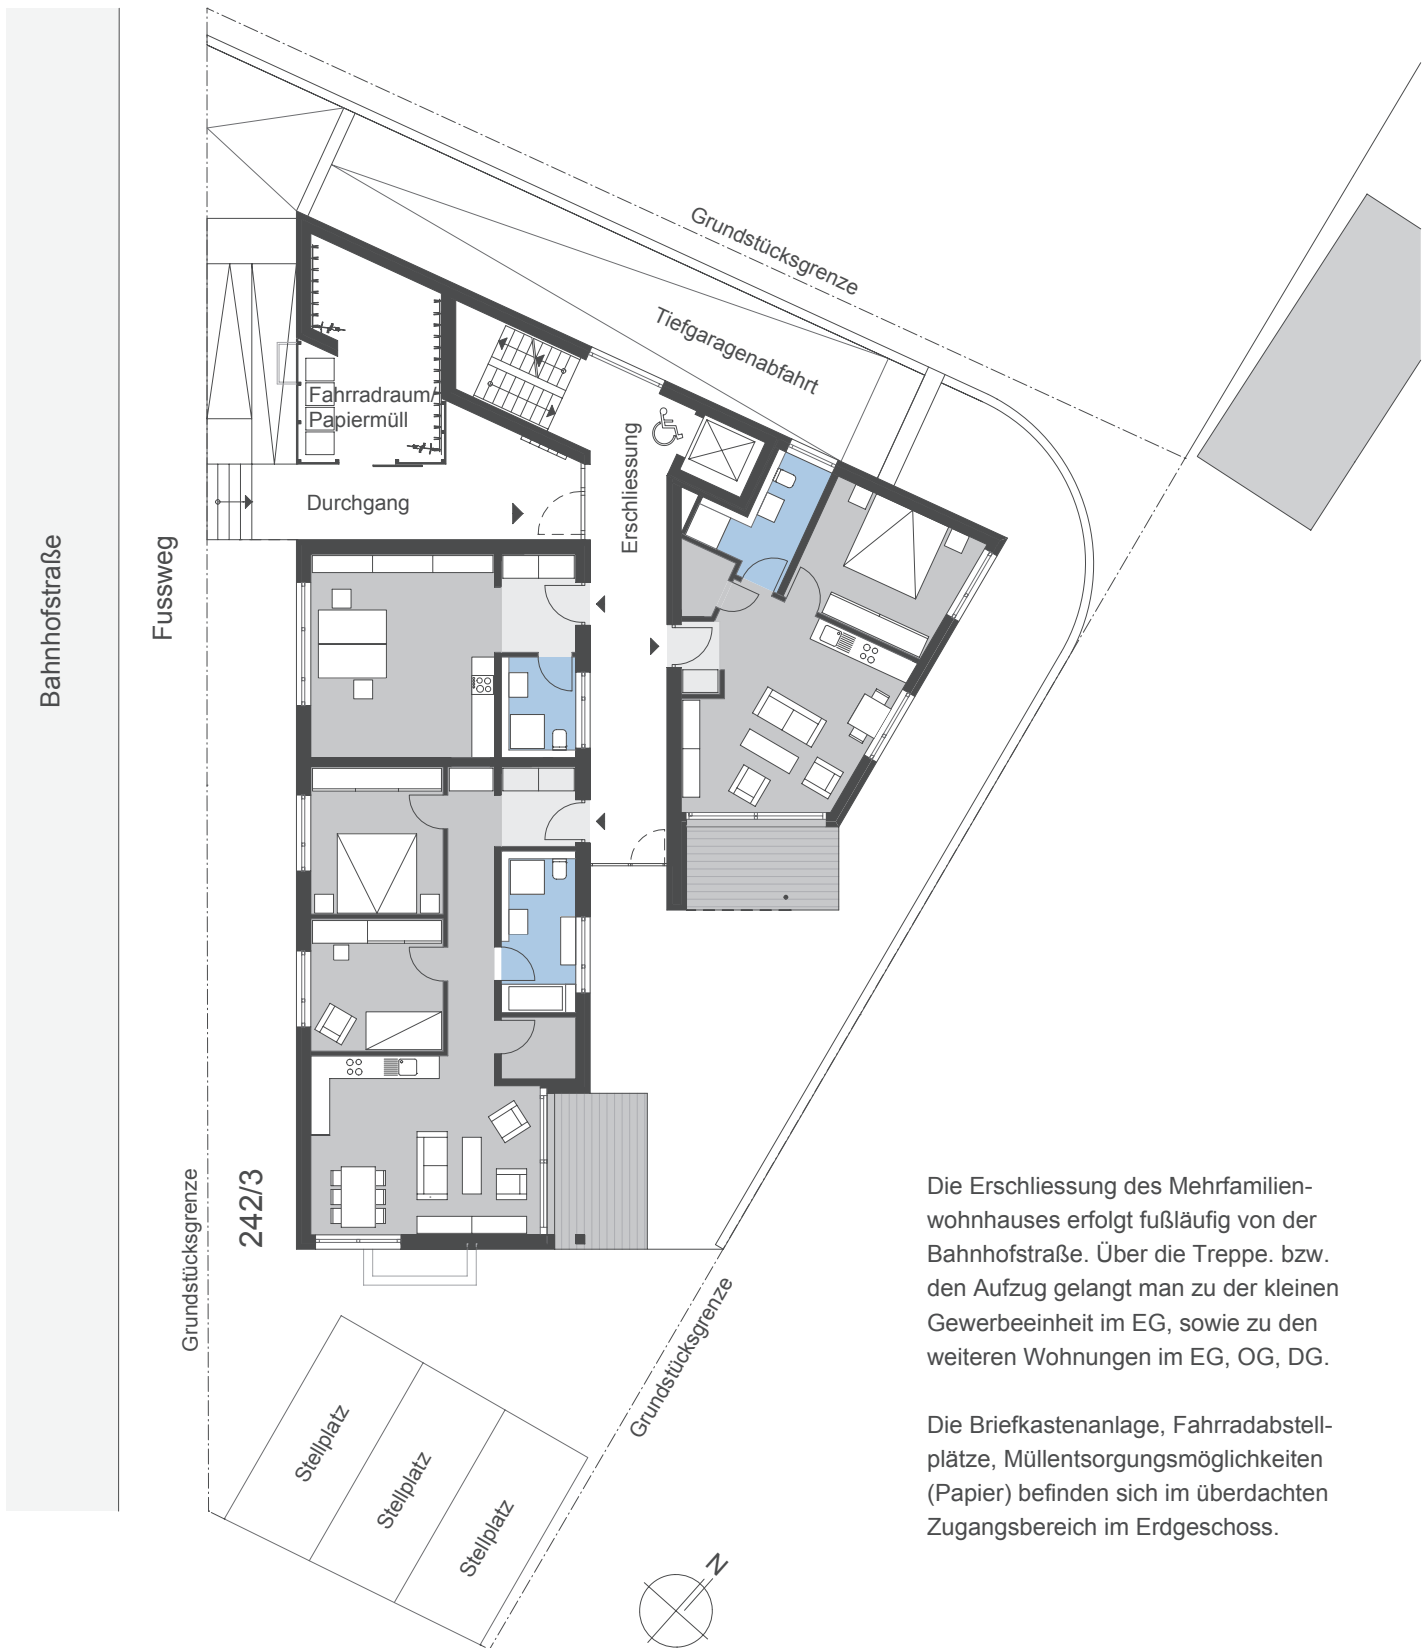 Grundstücksgrenze
Tiefgaragenabfahrt
Fahrradraum/
Papiermüll
Erschliessung
Durchgang
Bahnhofstraße
Fussweg
Grundstücksgrenze
242/3
Grundstücksgrenze
Stellplatz
Stellplatz
Stellplatz
N
Die Erschliessung des Mehrfamilien-
wohnhauses erfolgt fußläufig von der
Bahnhofstraße. Über die Treppe. bzw.
den Aufzug gelangt man zu der kleinen
Gewerbeeinheit im EG, sowie zu den
weiteren Wohnungen im EG, OG, DG.
Die Briefkastenanlage, Fahrradabstell-
plätze, Müllentsorgungsmöglichkeiten
(Papier) befinden sich im überdachten
Zugangsbereich im Erdgeschoss.